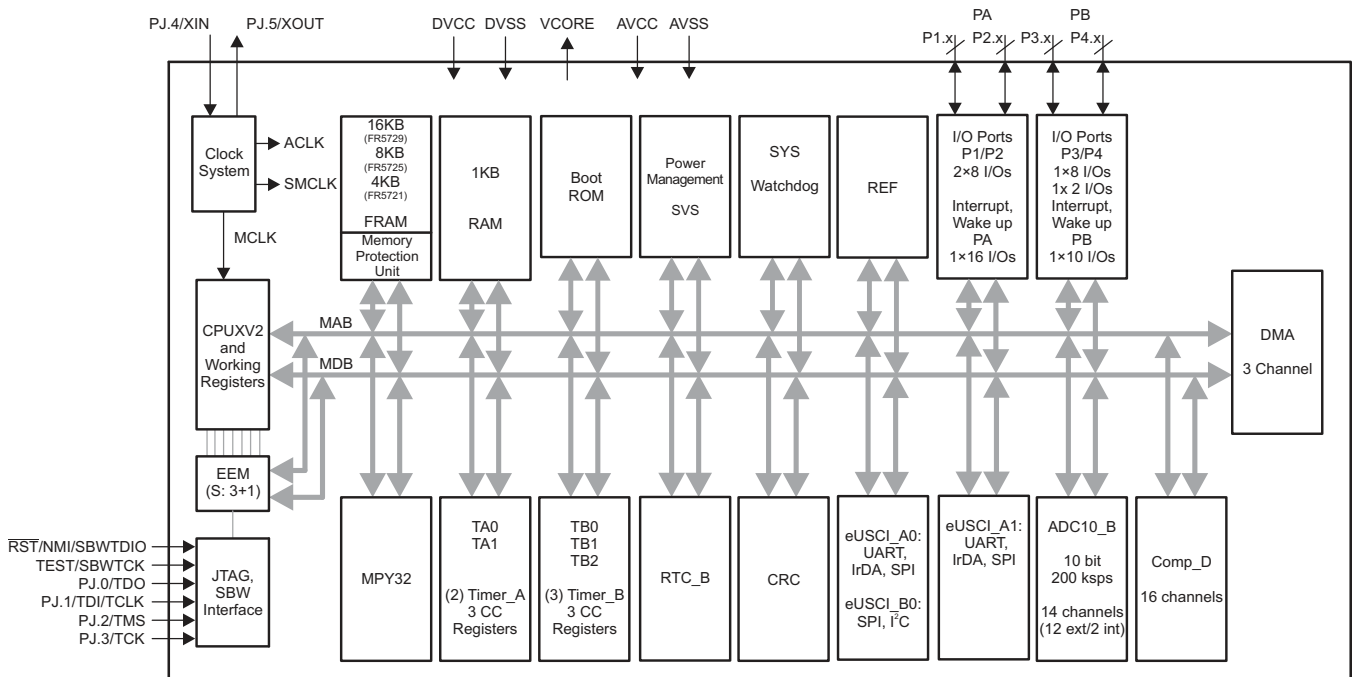 PJ.4/XIN
PJ.5/XOUT
DVCC
DVSS
VCORE
AVCC
AVSS
PA
P1.x
P2.x
PB
P3.x
P4.x
Clock
System
ACLK
SMCLK
MCLK
16KB
(FR5729)
8KB
(FR5725)
4KB
(FR5721)
FRAM
Memory
Protection
Unit
1KB
RAM
Boot
ROM
Power
Management
SVS
SYS
Watchdog
REF
I/O Ports
P1/P2
2×8 I/Os
Interrupt,
Wake up
PA
1×16 I/Os
I/O Ports
P3/P4
1×8 I/Os
1x 2 I/Os
Interrupt,
Wake up
PB
1×10 I/Os
CPUXV2
and
Working
Registers
MAB
MDB
DMA
3 Channel
EEM
(S: 3+1)
RST/NMI/SBWTDIO
TEST/SBWTCK
PJ.0/TDO
PJ.1/TDI/TCLK
PJ.2/TMS
PJ.3/TCK
JTAG,
SBW
Interface
MPY32
TA0
TA1
(2) Timer_A
3 CC
Registers
TB0
TB1
TB2
(3) Timer_B
3 CC
Registers
RTC_B
CRC
eUSCI_A0:
UART,
IrDA, SPI
eUSCI_B0:
SPI, I²C
eUSCI_A1:
UART,
IrDA, SPI
ADC10_B
10 bit
200 ksps
14 channels
(12 ext/2 int)
Comp_D
16 channels